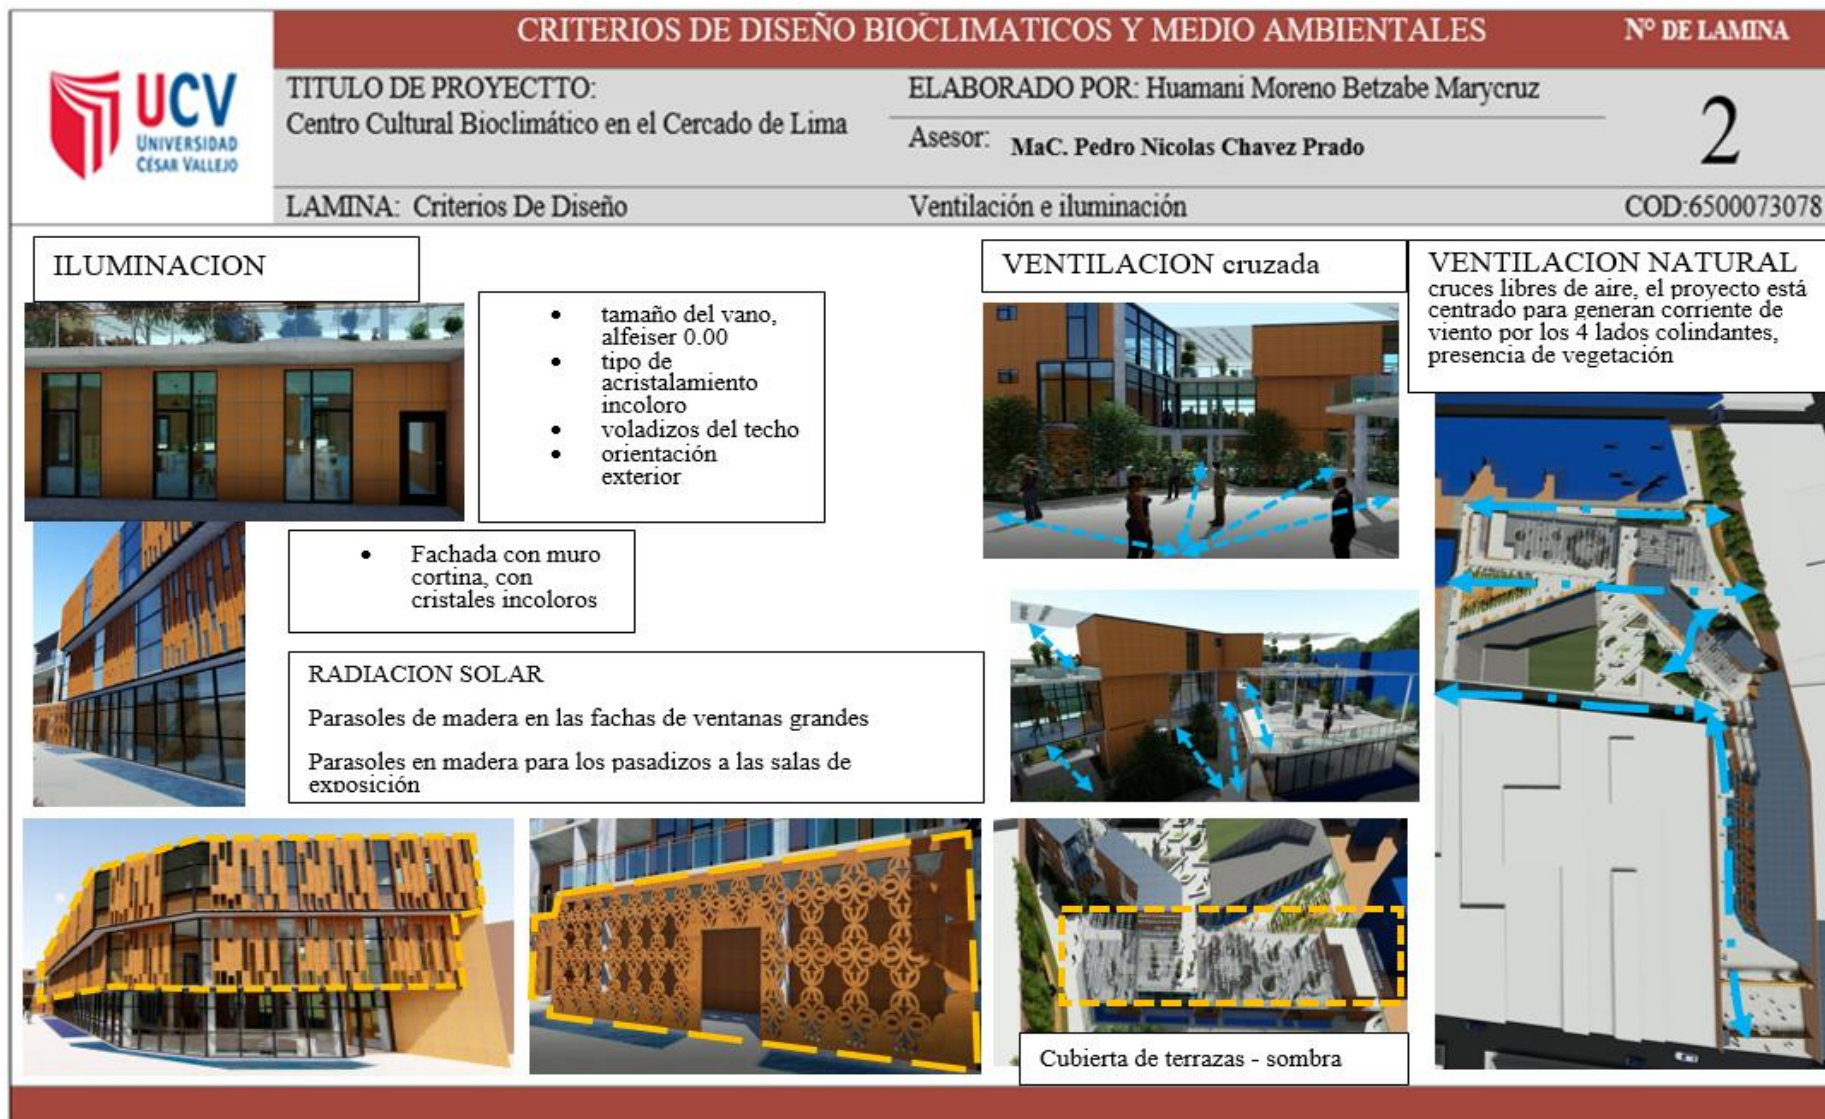 CRITERIOS DE DISEÑO BIOCLIMATICOS Y MEDIO AMBIENTALES
Nº DE LAMINA
UCV
UNIVERSIDAD
CÉSAR VALLEJO
TITULO DE PROYECTTO:
Centro Cultural Bioclimático en el Cercado de Lima
ELABORADO POR: Huamani Moreno Betzabe Marycruz
Asesor: MaC. Pedro Nicolas Chavez Prado
2
LAMINA: Criterios De Diseño
Ventilación e iluminación
COD:6500073078
ILUMINACION
• tamaño del vano,
alfeiser 0.00
• tipo de
acristalamiento
incoloro
• voladizos del techo
• orientación
exterior
• Fachada con muro
cortina, con
cristales incoloros
RADIACION SOLAR
Parasoles de madera en las fachas de ventanas grandes
Parasoles en madera para los pasadizos a las salas de
exposición
VENTILACION cruzada
VENTILACION NATURAL
cruces libres de aire, el proyecto está
centrado para generan corriente de
viento por los 4 lados colindantes,
presencia de vegetación
Cubierta de terrazas - sombra